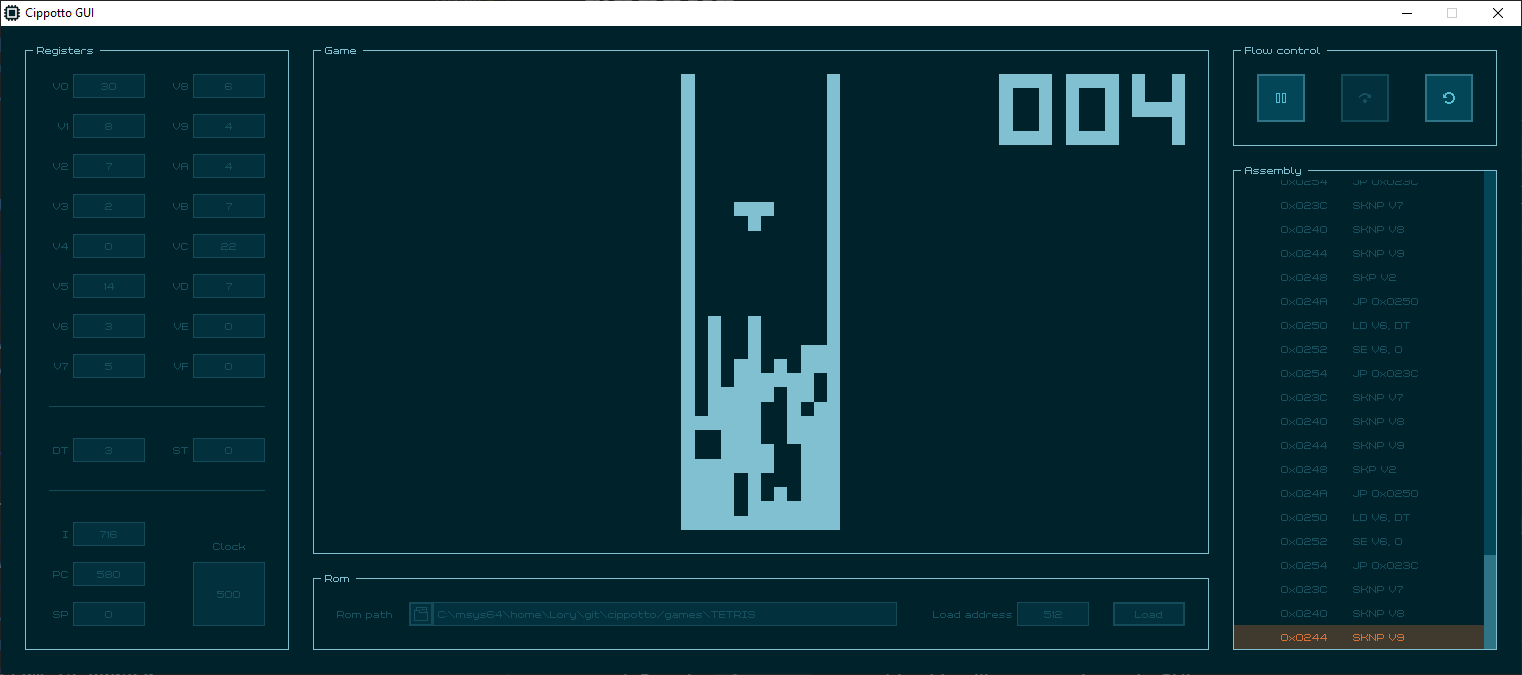 Cippotto GUI
Registers
V0 30 V8 6
V1 8 V9 4
V2 7 VA 4
V3 2 VB 7
V4 0 VC 22
V5 14 VD 7
V6 3 VE 0
V7 5 VF 0
DT 3 ST 0
I 716
Clock
PC 580
500
SP 0
Game
004
Rom
Rom path C:\msys64\home\Lory\git\cippotto/games\TETRIS Load address 512 Load
Flow control
Assembly
0x0254 JP 0x023C
0x023C SKNP V7
0x0240 SKNP V8
0x0244 SKNP V9
0x0248 SKP V2
0x024A JP 0x0250
0x0250 LD V6, DT
0x0252 SE V6, 0
0x0254 JP 0x023C
0x023C SKNP V7
0x0240 SKNP V8
0x0244 SKNP V9
0x0248 SKP V2
0x024A JP 0x0250
0x0250 LD V6, DT
0x0252 SE V6, 0
0x0254 JP 0x023C
0x023C SKNP V7
0x0240 SKNP V8
0x0244 SKNP V9